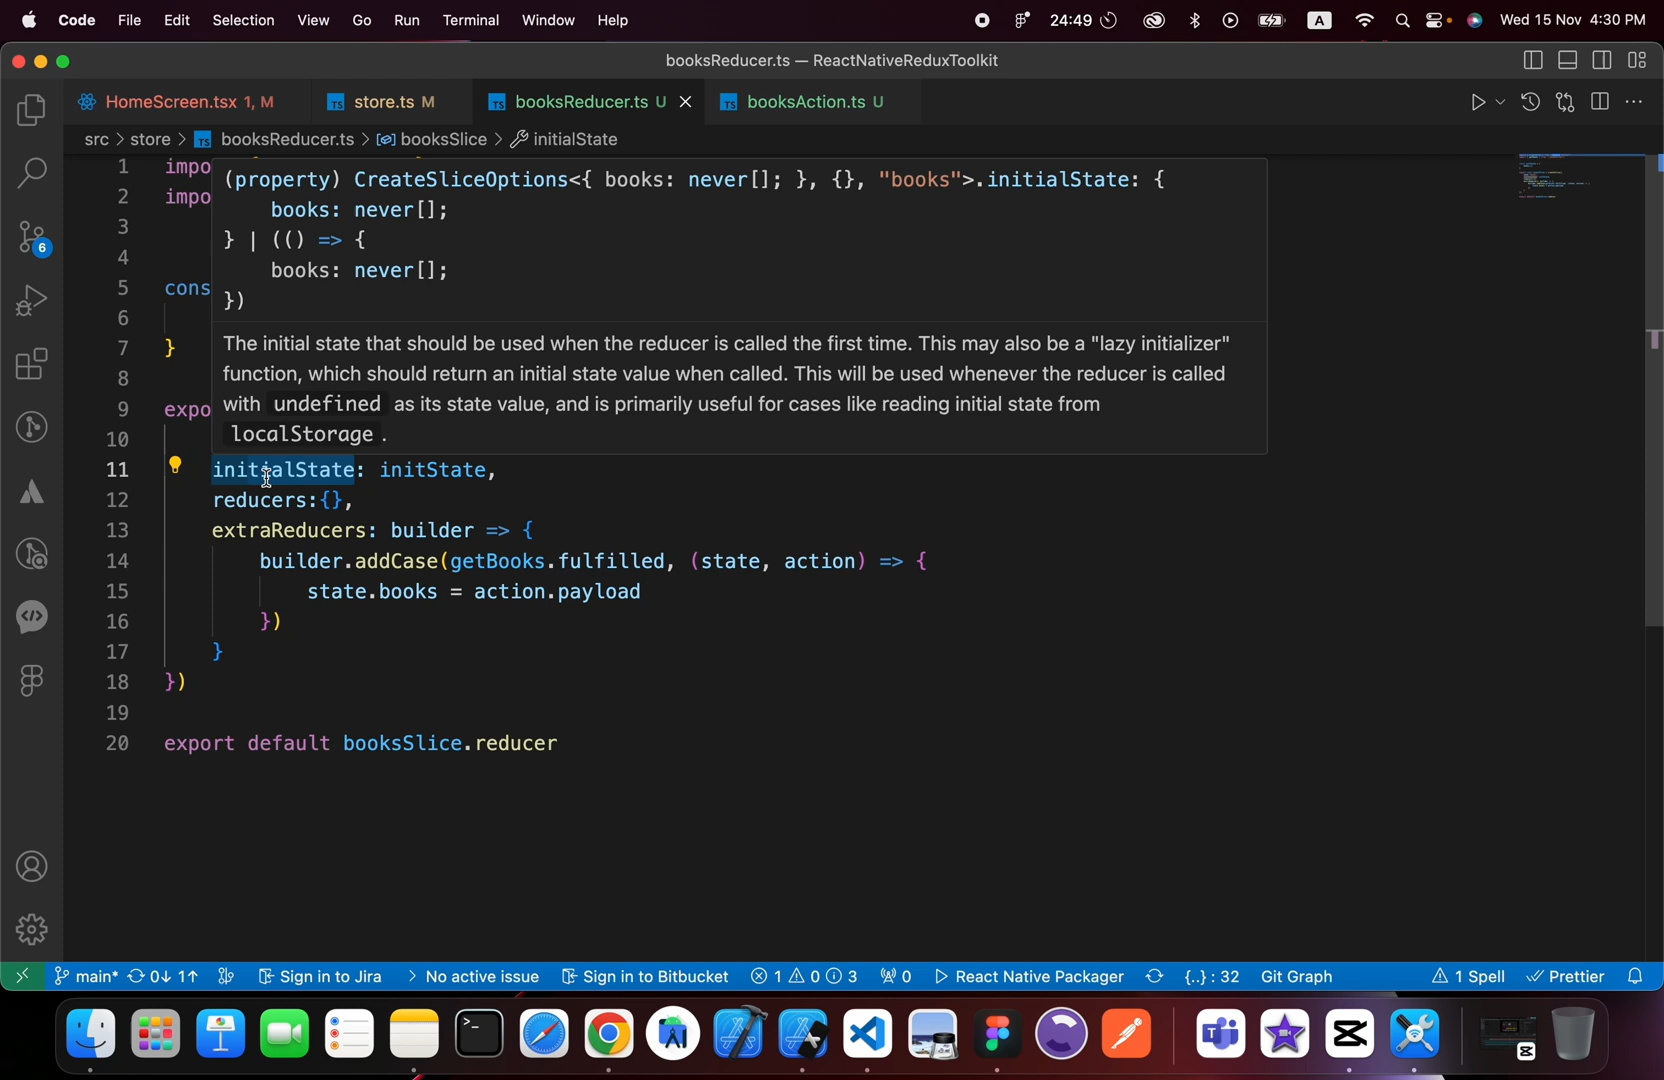 Code File Edit Selection View Go Run Terminal Window Help 24:49 A Wed 15 Nov 4:30 PM
booksReducer.ts — ReactNativeReduxToolkit
HomeScreen.tsx 1, M TS store.ts M TS booksReducer.ts U TS booksAction.ts U
src > store > TS booksReducer.ts > booksSlice > initialState
1 impo
2 impo
3
4
5 cons
6
7 }
8
9 expo
10
(property) CreateSliceOptions<{ books: never[]; }, {}, "books">.initialState: {
books: never[];
} | (() => {
books: never[];
})
The initial state that should be used when the reducer is called the first time. This may also be a "lazy initializer"
function, which should return an initial state value when called. This will be used whenever the reducer is called
with undefined as its state value, and is primarily useful for cases like reading initial state from
localStorage .
11 initialState: initState,
12 reducers:{},
13 extraReducers: builder => {
14 builder.addCase(getBooks.fulfilled, (state, action) => {
15 state.books = action.payload
16 })
17 }
18 })
19
20 export default booksSlice.reducer
6
main* 0↓ 1↑ Sign in to Jira > No active issue Sign in to Bitbucket 1 0 3 0 React Native Packager {..} : 32 Git Graph 1 Spell Prettier